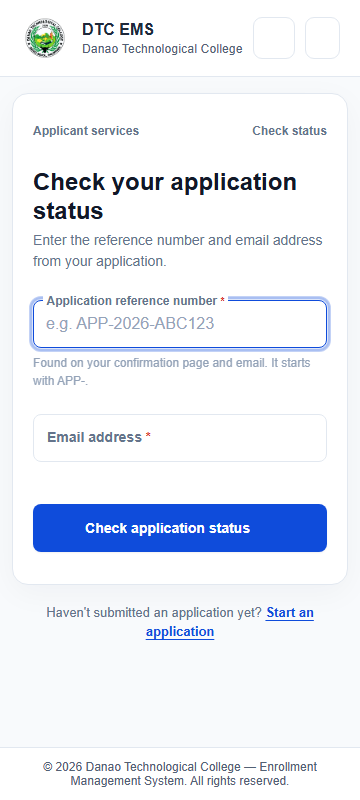 DTC EMS
Danao Technological College
Applicant services
Check status
Check your application
status
Enter the reference number and email address
from your application.
Application reference number *
e.g. APP-2026-ABC123
Found on your confirmation page and email. It starts
with APP-.
Email address *
Check application status
Haven't submitted an application yet? Start an
application
© 2026 Danao Technological College — Enrollment
Management System. All rights reserved.